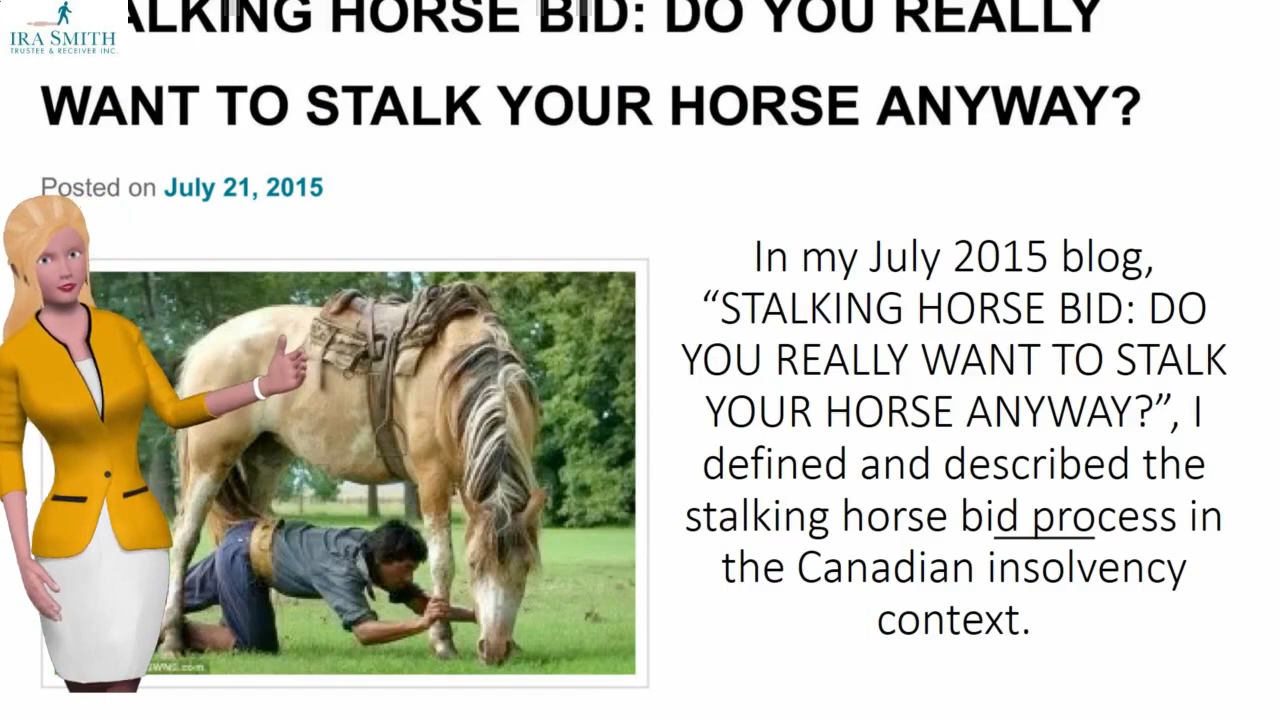 IRA SMITH
TRUSTEE & RECEIVER INC.
ALKING HORSE BID: DO YOU REALLY
WANT TO STALK YOUR HORSE ANYWAY?
Posted on July 21, 2015
In my July 2015 blog,
“STALKING HORSE BID: DO
YOU REALLY WANT TO STALK
YOUR HORSE ANYWAY?”, I
defined and described the
stalking horse bid process in
the Canadian insolvency
context.